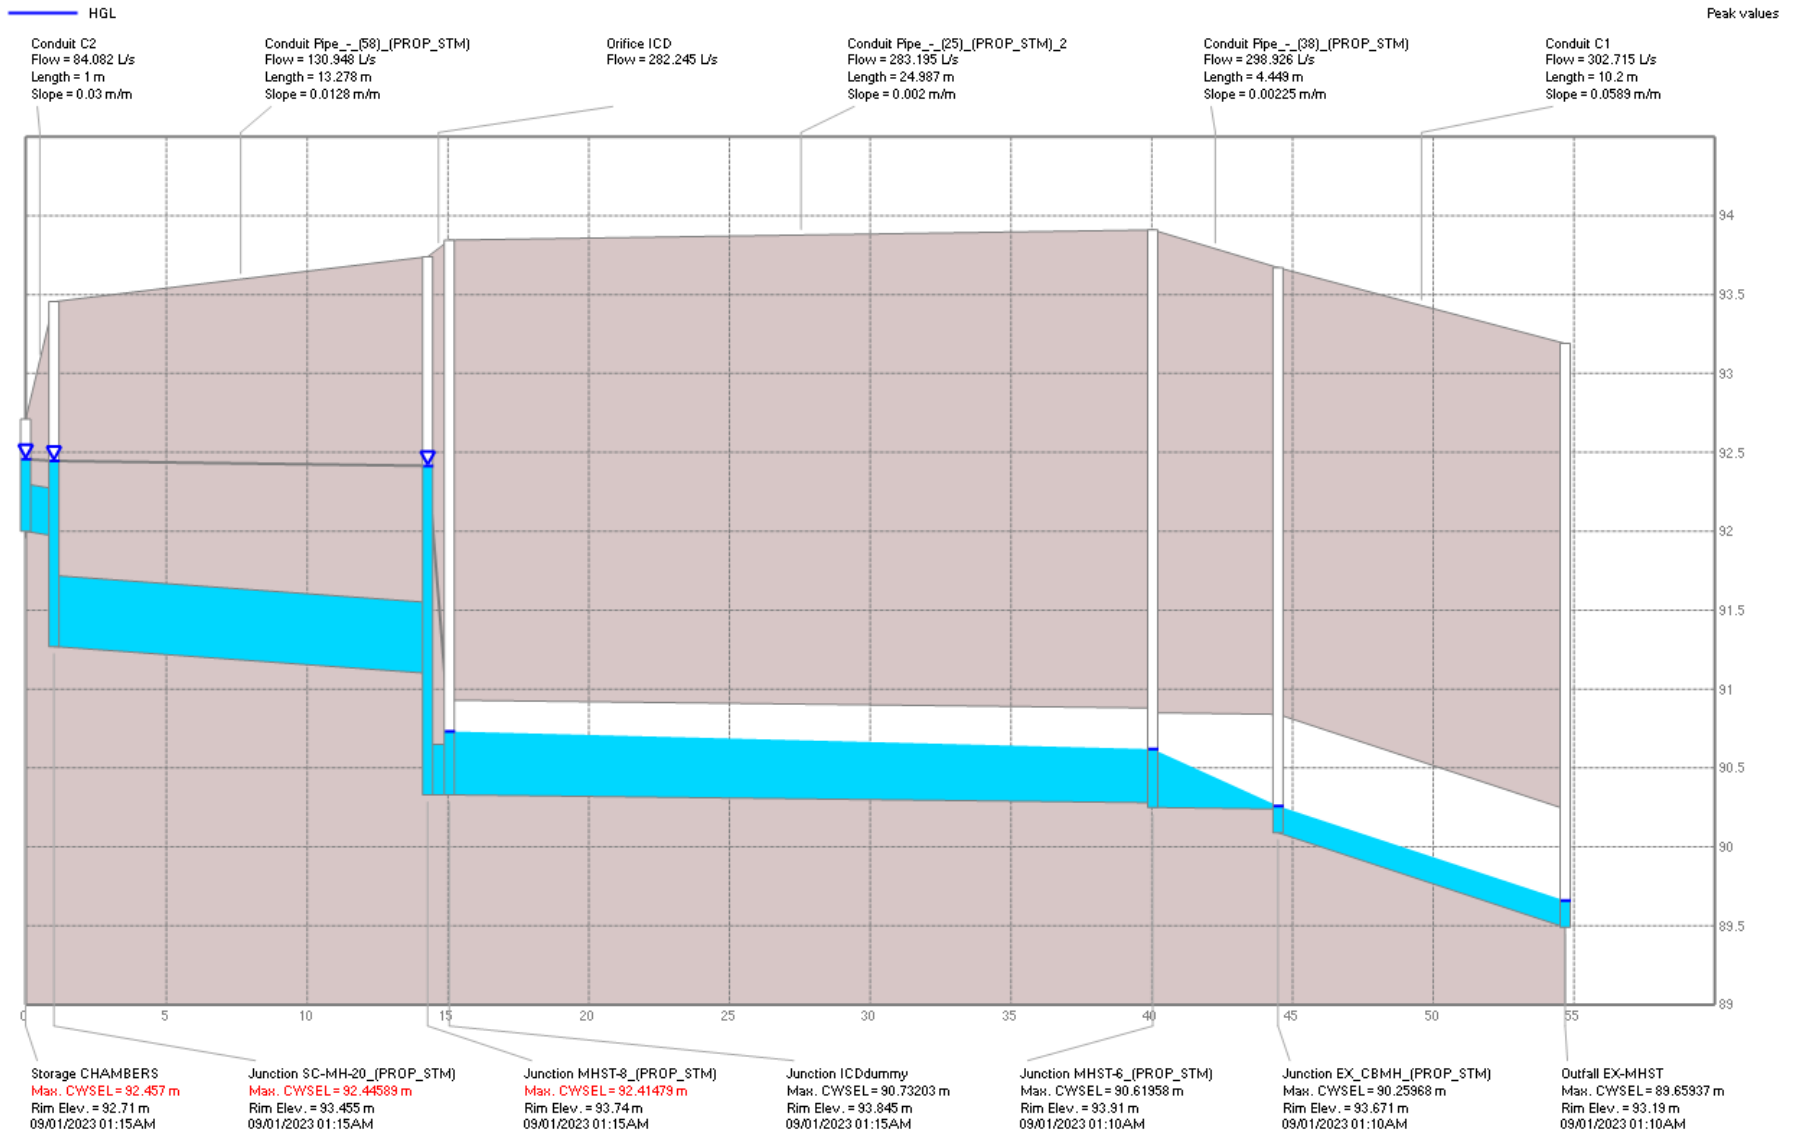 HGL
Peak values
Conduit C2
Flow = 84.082 L/s
Length = 1 m
Slope = 0.03 m/m
Conduit Pipe_-_(58)_(PROP_STM)
Flow = 130.948 L/s
Length = 13.278 m
Slope = 0.0128 m/m
Orifice ICD
Flow = 282.245 L/s
Conduit Pipe_-_(25)_(PROP_STM)_2
Flow = 283.195 L/s
Length = 24.987 m
Slope = 0.002 m/m
Conduit Pipe_-_(38)_(PROP_STM)
Flow = 298.926 L/s
Length = 4.449 m
Slope = 0.00225 m/m
Conduit C1
Flow = 302.715 L/s
Length = 10.2 m
Slope = 0.0589 m/m
94
93.5
93
92.5
92
91.5
91
90.5
90
89.5
89
0 5 10 15 20 25 30 35 40 45 50 55
Storage CHAMBERS
Max. CWSEL = 92.457 m
Rim Elev. = 92.71 m
09/01/2023 01:15AM
Junction SC-MH-20_(PROP_STM)
Max. CWSEL = 92.44589 m
Rim Elev. = 93.455 m
09/01/2023 01:15AM
Junction MHST-8_(PROP_STM)
Max. CWSEL = 92.41479 m
Rim Elev. = 93.74 m
09/01/2023 01:15AM
Junction ICDdummy
Max. CWSEL = 90.73203 m
Rim Elev. = 93.845 m
09/01/2023 01:15AM
Junction MHST-6_(PROP_STM)
Max. CWSEL = 90.61958 m
Rim Elev. = 93.91 m
09/01/2023 01:10AM
Junction EX_CBMH_(PROP_STM)
Max. CWSEL = 90.25968 m
Rim Elev. = 93.671 m
09/01/2023 01:10AM
Outfall EX-MHST
Max. CWSEL = 89.65937 m
Rim Elev. = 93.19 m
09/01/2023 01:10AM